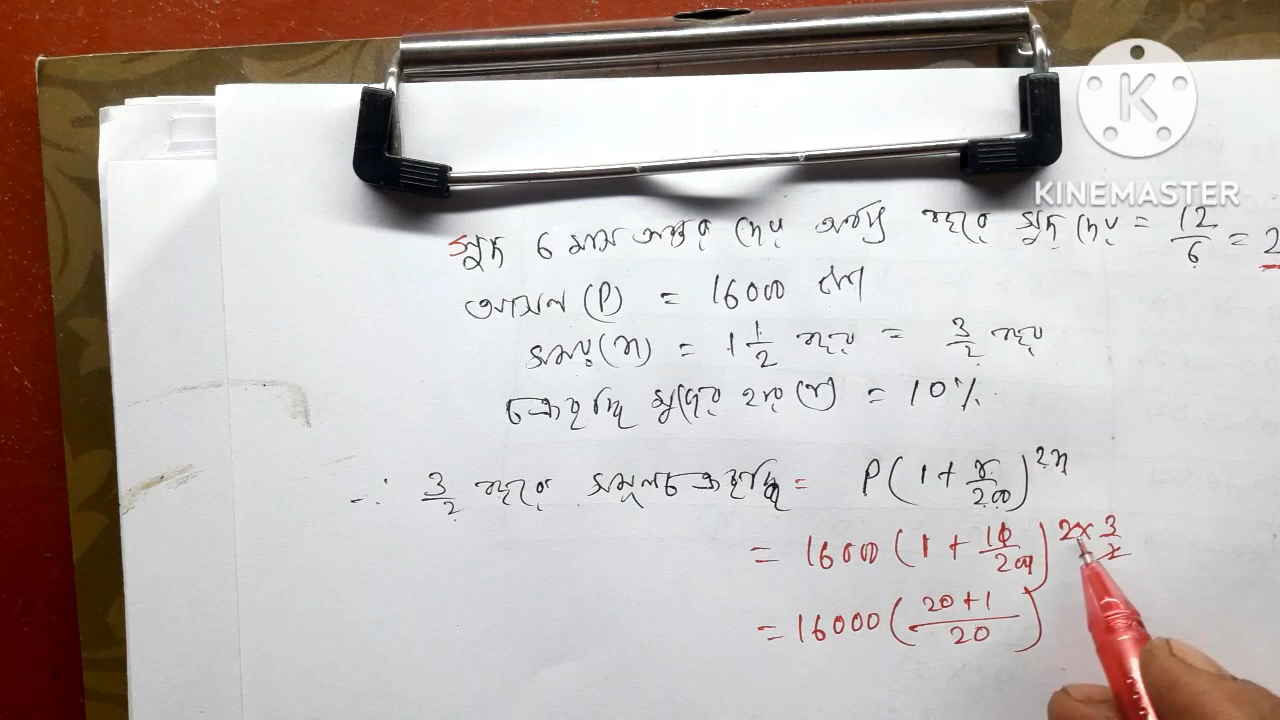 KINEMASTER
সুদ 6 মাস অন্তর দেয় অর্থাৎ বছরে সুদ দেয় = 12/6 = 2
আসল (P) = 16000 টাকা
সময় (n) = 1 1/2 বছর = 3/2 বছর
চক্রবৃদ্ধি সুদের হার (r) = 10%.
∴ 3/2 বছরে সমূলচক্রবৃদ্ধি = P(1 + r/200)^2n
= 16000 (1 + 10/200)^2×3/2
= 16000 (20+1/20)